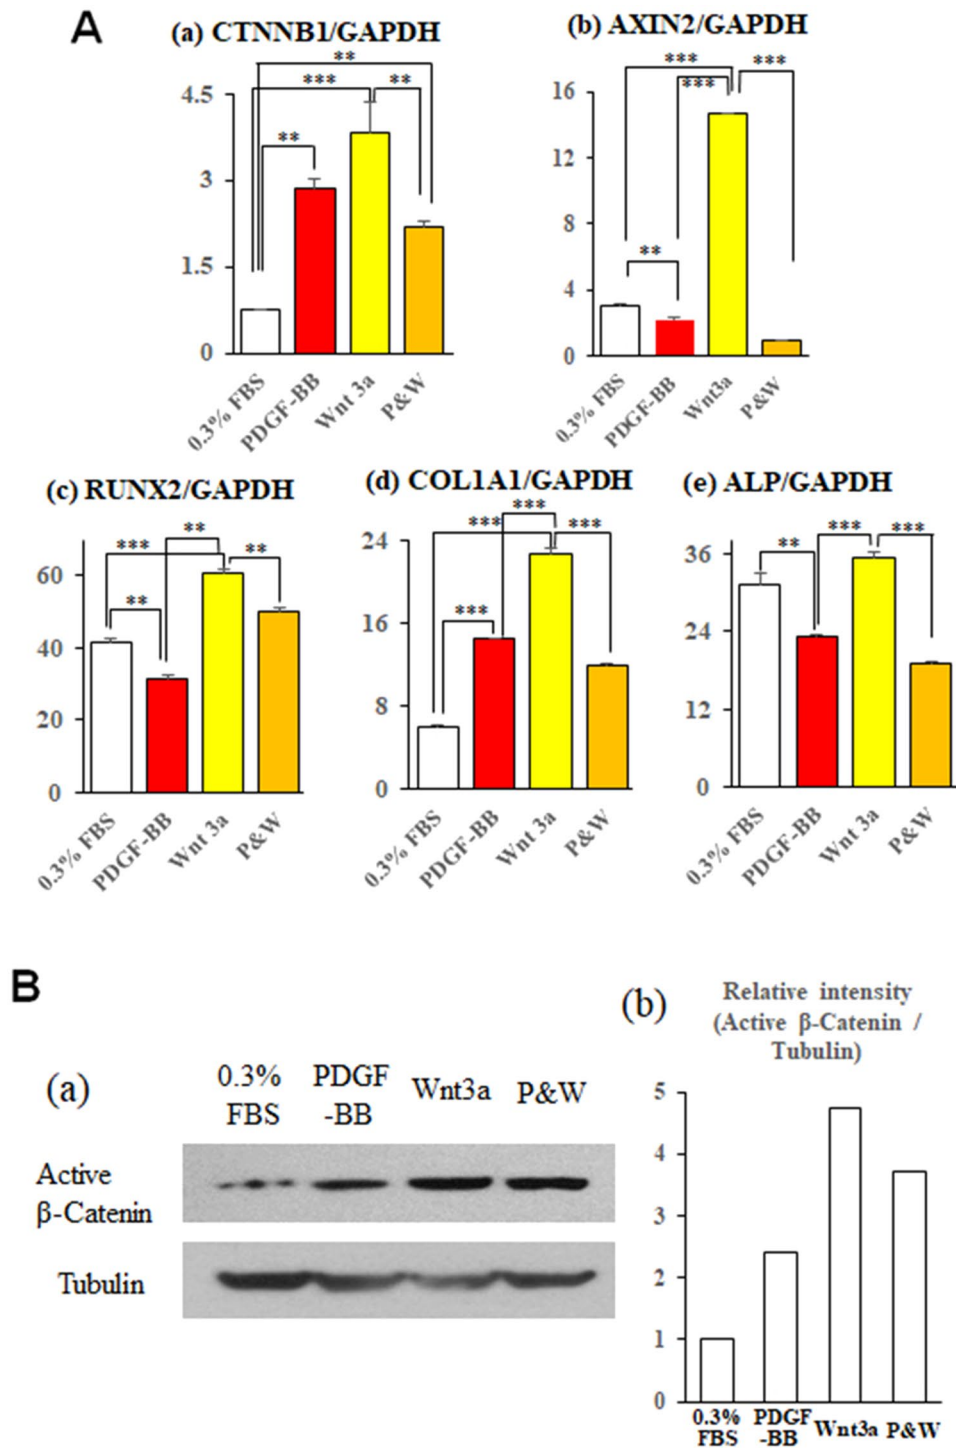 A
(a) CTNNB1/GAPDH
** 
*** **
**
4.5
3
1.5
0
0.3% FBS
PDGF-BB
Wnt 3a
P&W
(b) AXIN2/GAPDH
*** ***
***
**
16
12
8
4
0
0.3% FBS
PDGF-BB
Wnt3a
P&W
(c) RUNX2/GAPDH
**
*** **
**
60
40
20
0
0.3% FBS
PDGF-BB
Wnt 3a
P&W
(d) COL1A1/GAPDH
***
*** ***
***
24
16
8
0
0.3% FBS
PDGF-BB
Wnt 3a
P&W
(e) ALP/GAPDH
** *** ***
36
24
12
0
0.3% FBS
PDGF-BB
Wnt 3a
P&W
B
(a)
0.3%
FBS
PDGF
-BB
Wnt3a
P&W
Active
β-Catenin
Tubulin
(b)
Relative intensity
(Active β-Catenin /
Tubulin)
5
4
3
2
1
0
0.3%
FBS
PDGF
-BB
Wnt3a
P&W